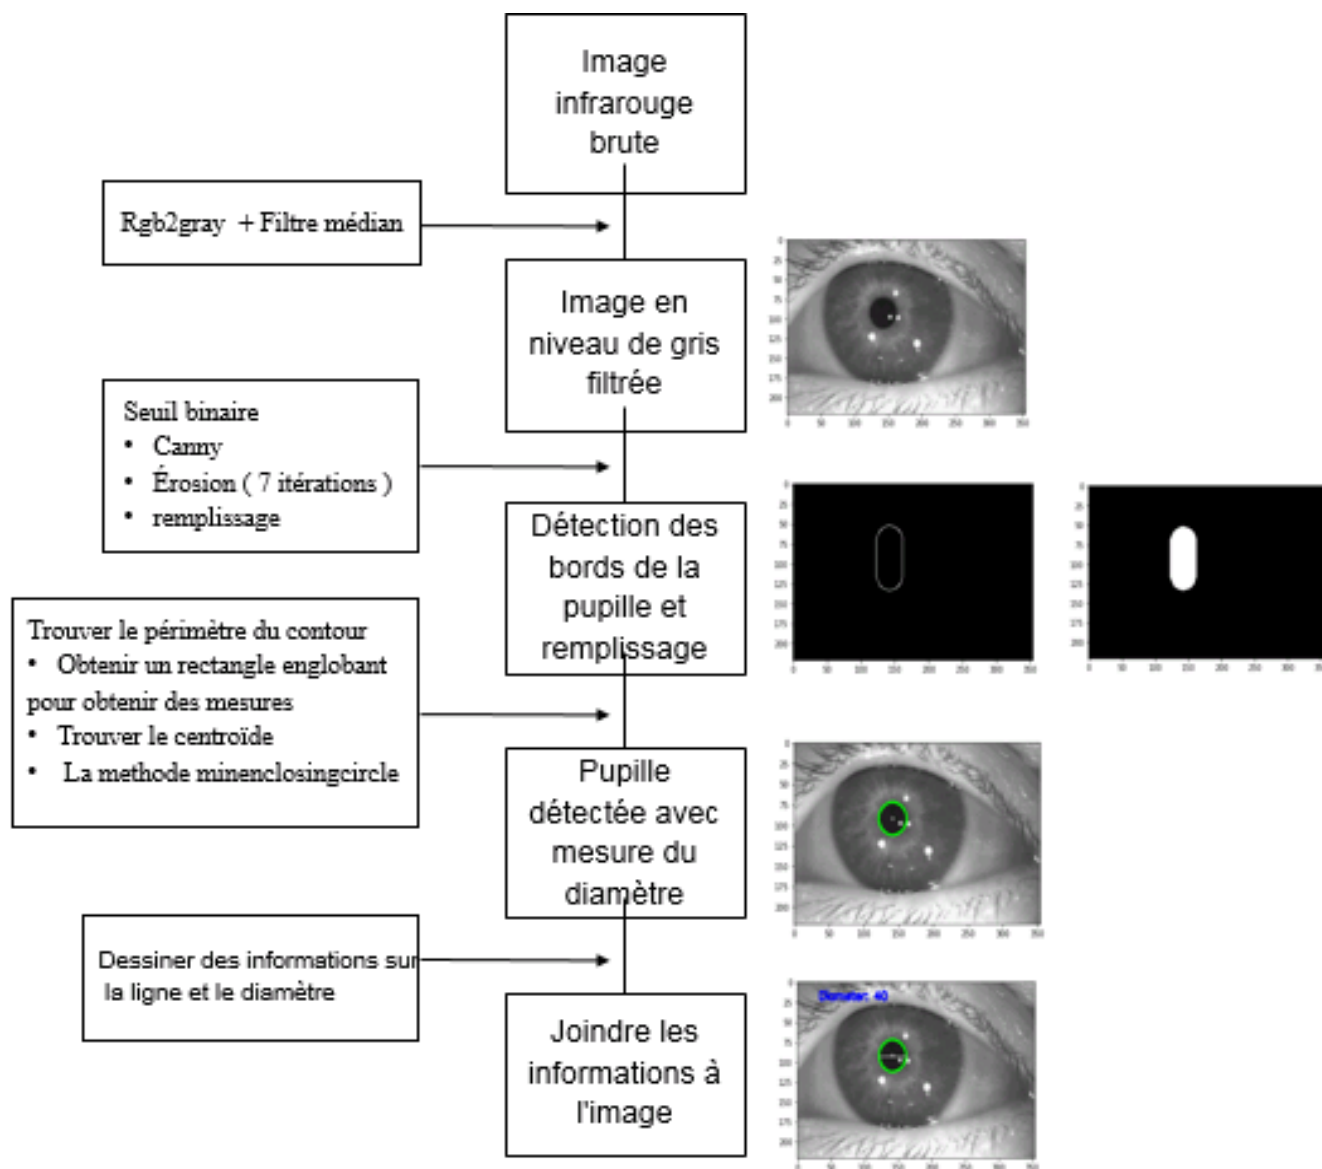 Image
infrarouge
brute
Rgb2gray + Filtre médian
Image en
niveau de gris
filtrée
Seuil binaire
• Canny
• Érosion ( 7 itérations )
• remplissage
Détection des
bords de la
pupille et
remplissage
Trouver le périmètre du contour
• Obtenir un rectangle englobant
pour obtenir des mesures
• Trouver le centroïde
• La methode minenclosingcircle
Pupille
détectée avec
mesure du
diamètre
Dessiner des informations sur
la ligne et le diamètre
Diameter: 40
Joindre les
informations à
l'image